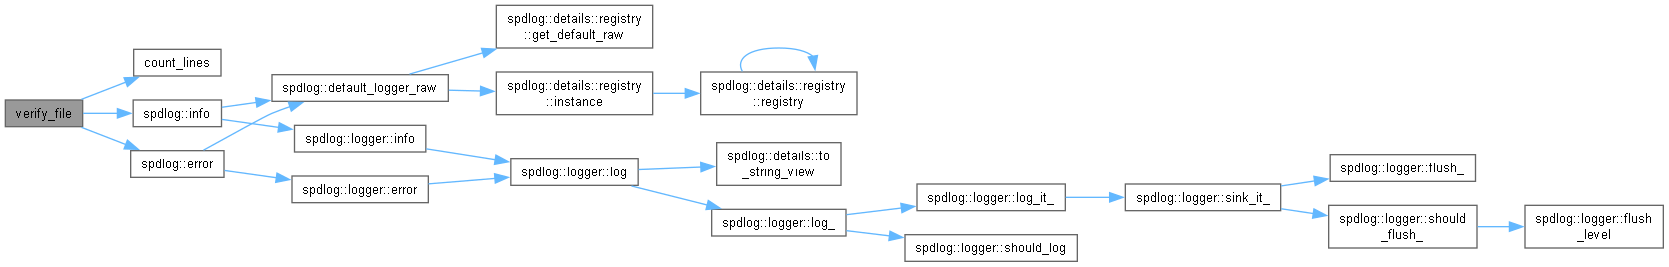 verify_file
count_lines
spdlog::info
spdlog::error
spdlog::default_logger_raw
spdlog::logger::info
spdlog::logger::error
spdlog::details::registry
::get_default_raw
spdlog::details::registry
::instance
spdlog::logger::log
spdlog::details::registry
::registry
spdlog::details::to
_string_view
spdlog::logger::log_
spdlog::logger::log_it_
spdlog::logger::should_log
spdlog::logger::sink_it_
spdlog::logger::flush_
spdlog::logger::should
_flush_
spdlog::logger::flush
_level